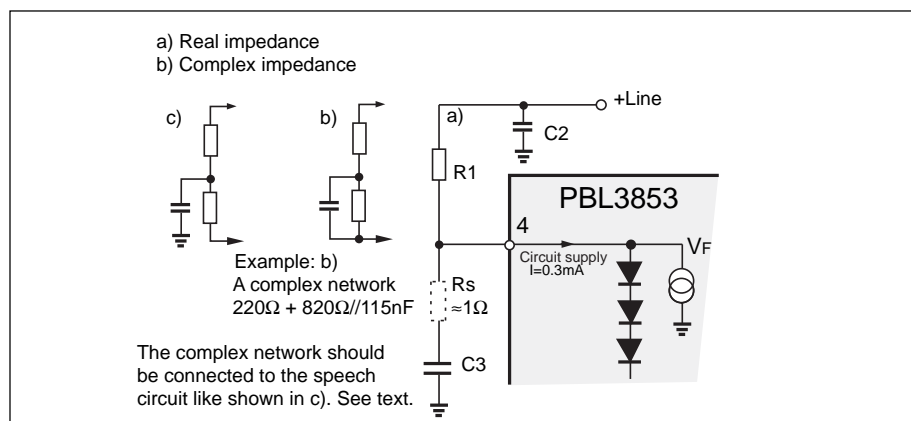 a) Real impedance
b) Complex impedance
c)
b)
a)
+Line
C2
R1
PBL3853
4
Circuit supply
I=0.3mA
VF
Example: b)
A complex network
220Ω + 820Ω//115nF
Rs
≈1Ω
C3
The complex network should
be connected to the speech
circuit like shown in c). See text.